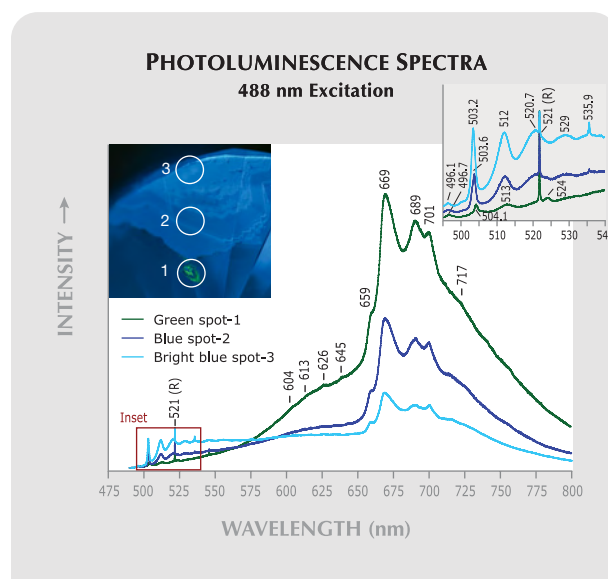 PHOTOLUMINESCENCE SPECTRA
488 nm Excitation
503.2
503.6
512
520.7
521 (R)
529
535.9
496.1
496.7
504.1
513
524
500 510 520 530 54
3
2
1
669
689
701
717
659
645
626
613
604
Green spot-1
Blue spot-2
Bright blue spot-3
Inset
521 (R)
INTENSITY →
475 500 525 550 575 600 625 650 675 700 725 750 775 800
WAVELENGTH (nm)